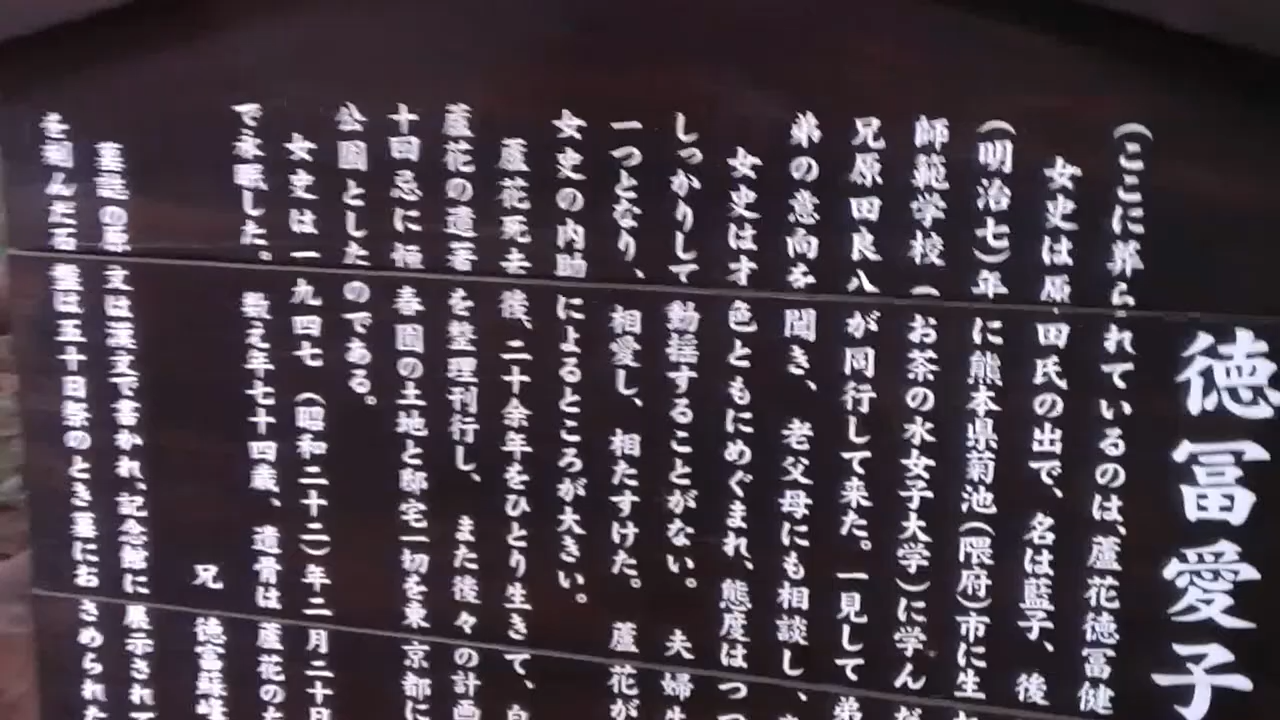 徳冨愛子
（ここに葬られているのは、蘆花徳冨健
女史は原田氏の出で、名は藍子、後
（明治七）年に熊本県菊池（隈府）市に生
師範学校（お茶の水女子大学）に学ん
兄原田良八が同行して来た。一見して弟
弟の意向を聞き、老父母にも相談し、
女史は才色ともにめぐまれ、態度はつ
しっかりして動揺することがない。夫婦
一つとなり、相愛し、相たすけた。蘆花が
女史の内助によるところが大きい。
蘆花死去後、二十余年をひとり生きて、
蘆花の遺著を整理刊行し、また後々の計画
十回忌に恒春園の土地と邸宅一切を東京都に
公園としたのである。
女史は一九四七（昭和二十二）年二月二十日
で永眠した。数え年七十四歳、遺骨は蘆花の
兄 徳富蘇峰
墓誌の原文は漢文で書かれ、記念館に展示されて
を刻んだ石盤は五十日祭のとき墓におさめられた